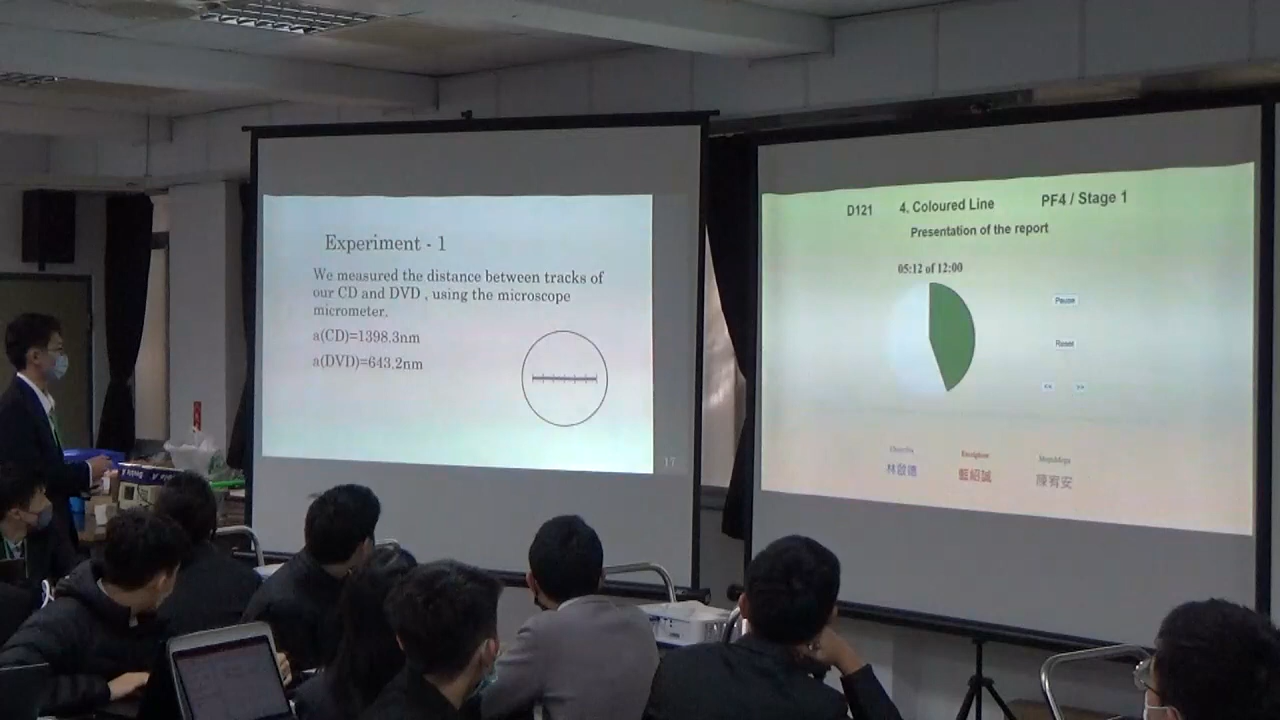 Experiment - 1
We measured the distance between tracks of
our CD and DVD , using the microscope
micrometer.
a(CD)=1398.3nm
a(DVD)=643.2nm
17
D121 4. Coloured Line PF4 / Stage 1
Presentation of the report
05:12 of 12:00
Pause
Reset
<< >>
林啟德 藍紹誠 陳宥安